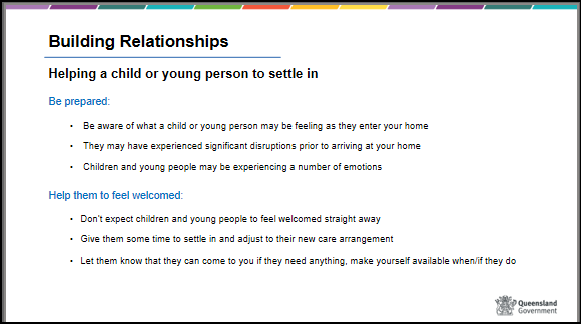 Building Relationships
Helping a child or young person to settle in
Be prepared:
• Be aware of what a child or young person may be feeling as they enter your home
• They may have experienced significant disruptions prior to arriving at your home
• Children and young people may be experiencing a number of emotions
Help them to feel welcomed:
• Don't expect children and young people to feel welcomed straight away
• Give them some time to settle in and adjust to their new care arrangement
• Let them know that they can come to you if they need anything, make yourself available when/if they do
Queensland
Government